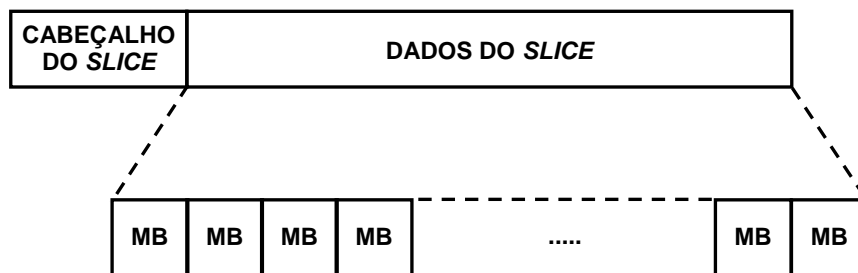 CABEÇALHO
DO SLICE
DADOS DO SLICE
MB MB MB MB ..... MB MB